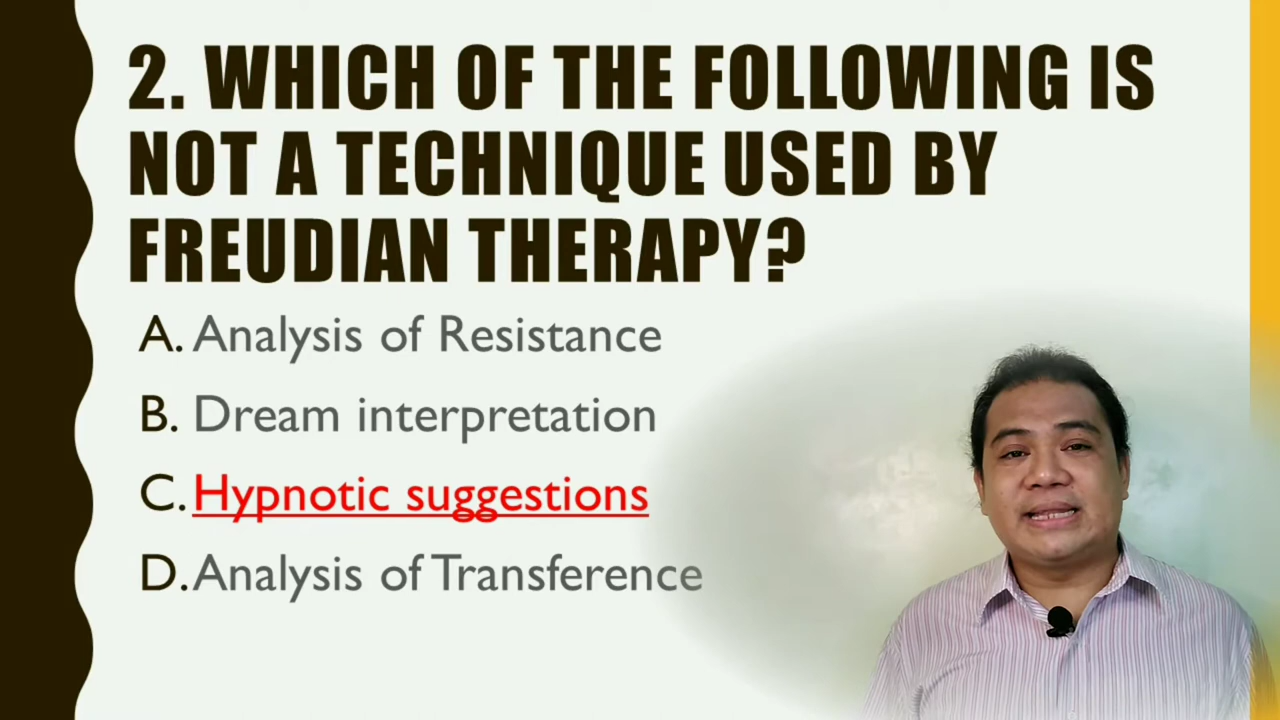 2. WHICH OF THE FOLLOWING IS
NOT A TECHNIQUE USED BY
FREUDIAN THERAPY?
A. Analysis of Resistance
B. Dream interpretation
C. Hypnotic suggestions
D. Analysis of Transference